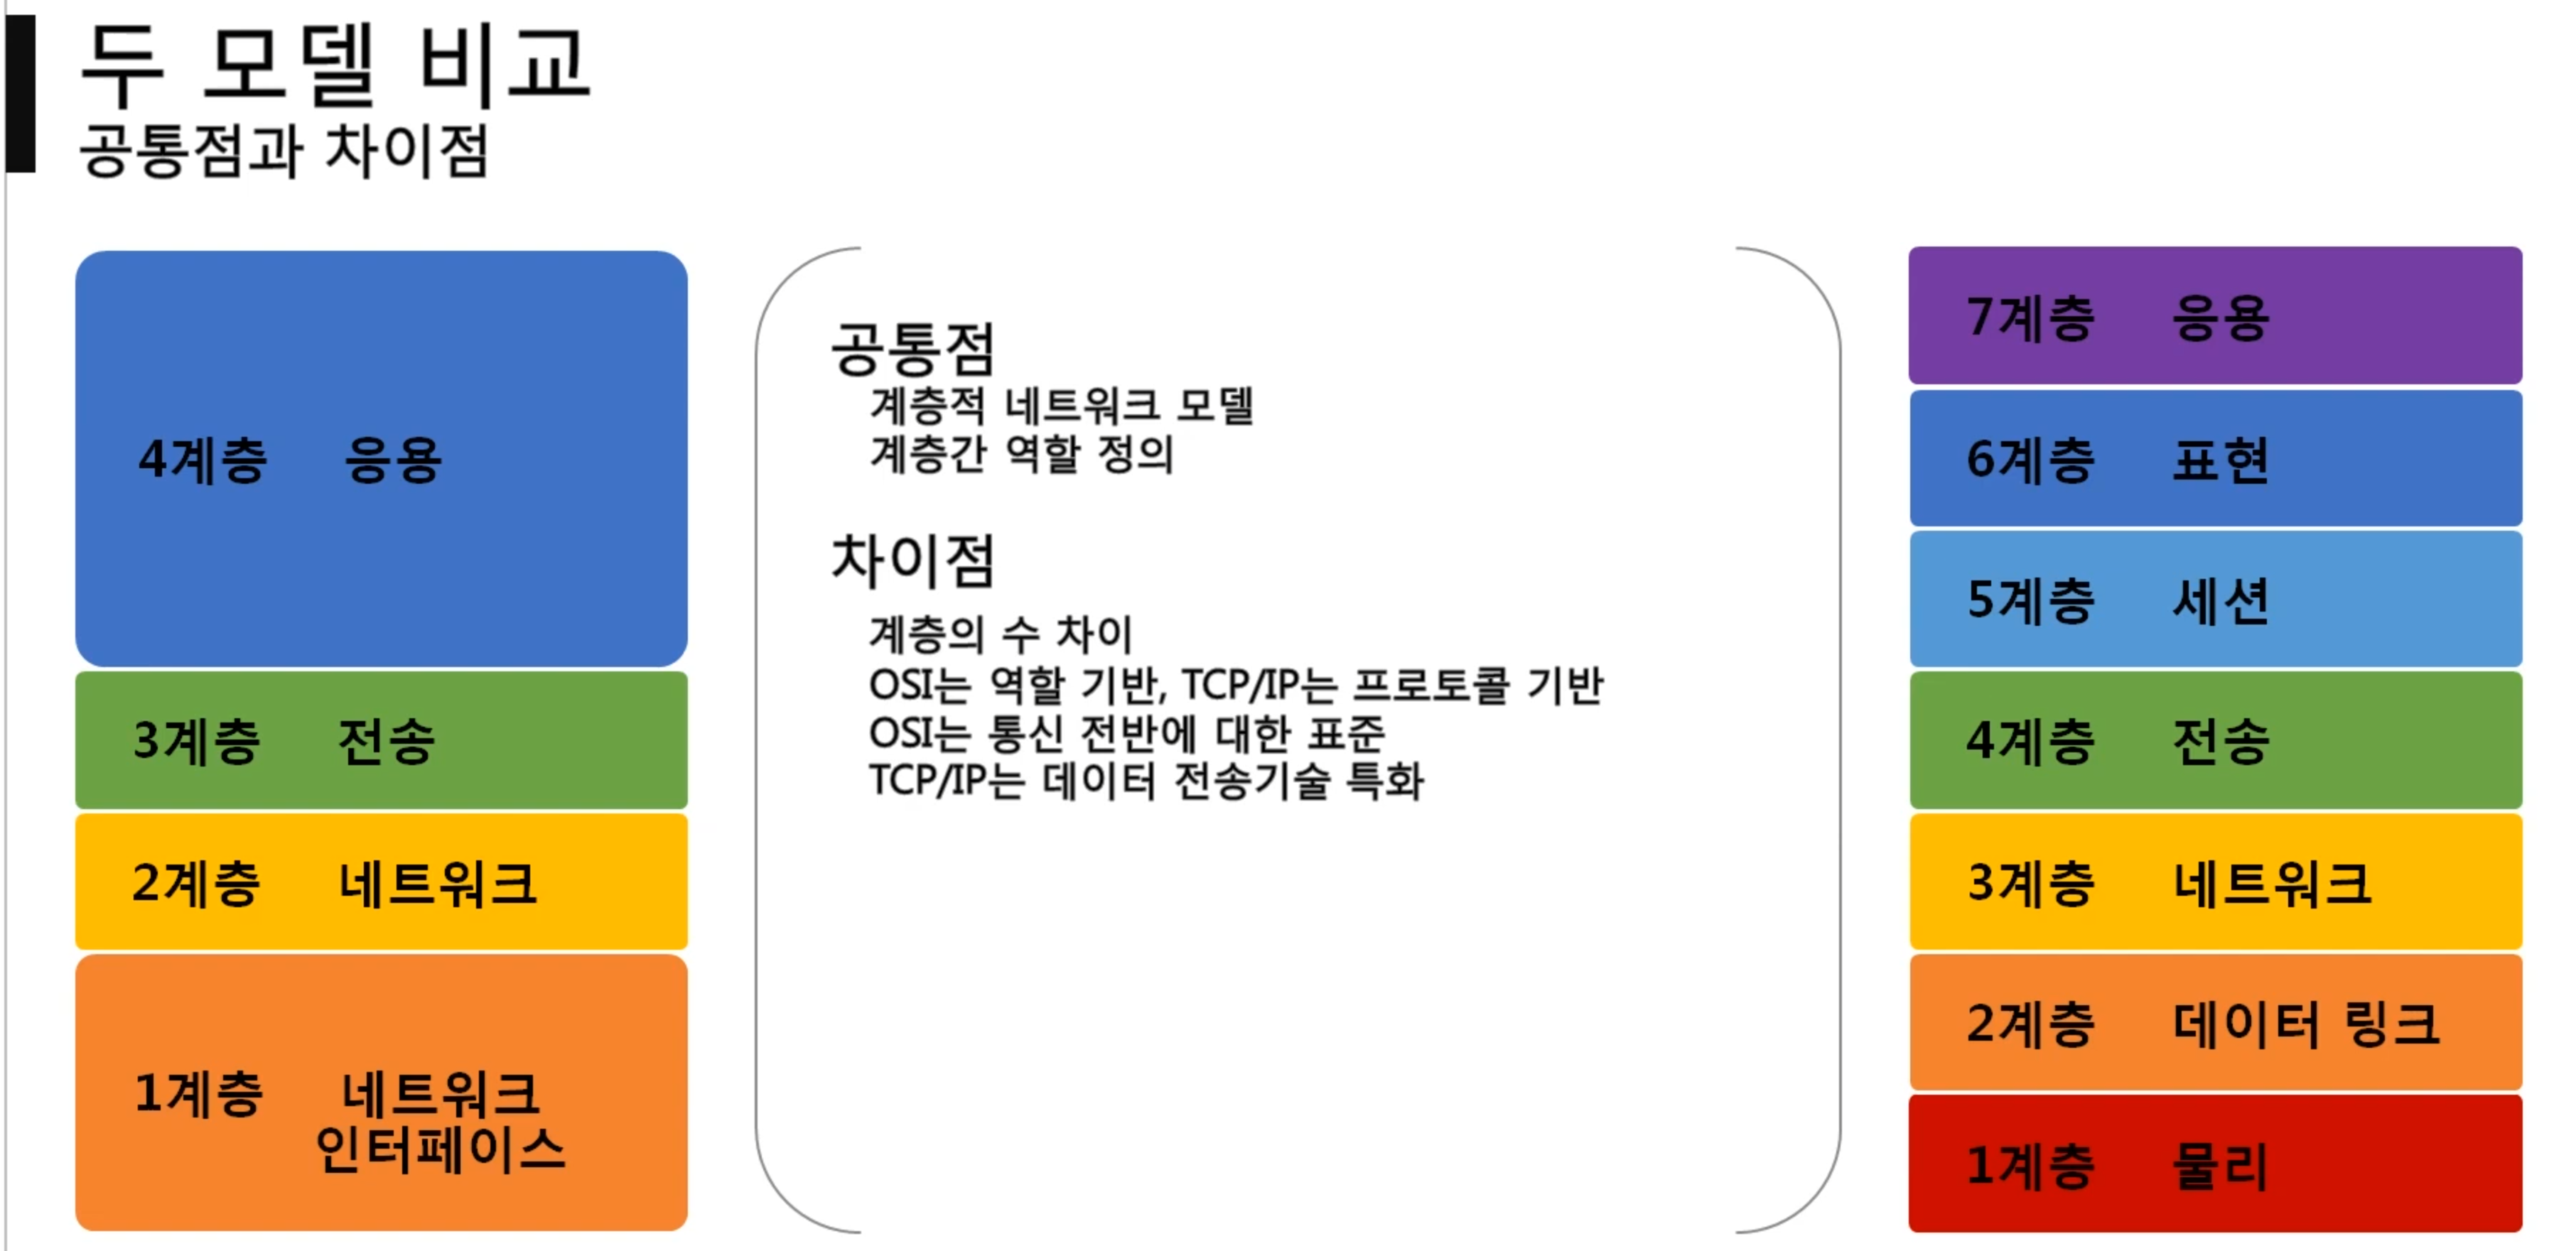 두 모델 비교
공통점과 차이점
4계층 응용
3계층 전송
2계층 네트워크
1계층 네트워크
인터페이스
공통점
계층적 네트워크 모델
계층간 역할 정의
차이점
계층의 수 차이
OSI는 역할 기반, TCP/IP는 프로토콜 기반
OSI는 통신 전반에 대한 표준
TCP/IP는 데이터 전송기술 특화
7계층 응용
6계층 표현
5계층 세션
4계층 전송
3계층 네트워크
2계층 데이터 링크
1계층 물리